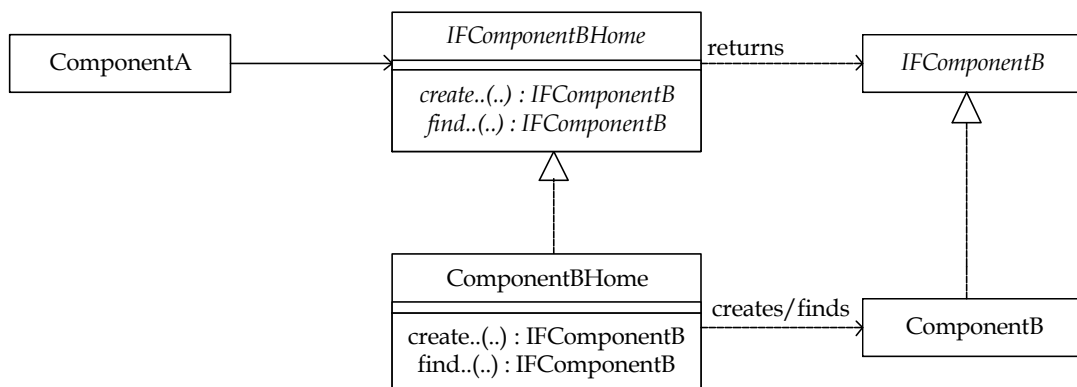 ComponentA
IFComponentBHome
create..(..) : IFComponentB
find..(..) : IFComponentB
returns
IFComponentB
ComponentBHome
create..(..) : IFComponentB
find..(..) : IFComponentB
creates/finds
ComponentB